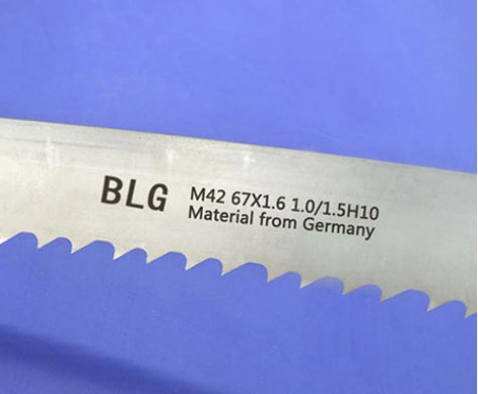 BLG
M42 67X1.6 1.0/1.5H10
Material from Germany